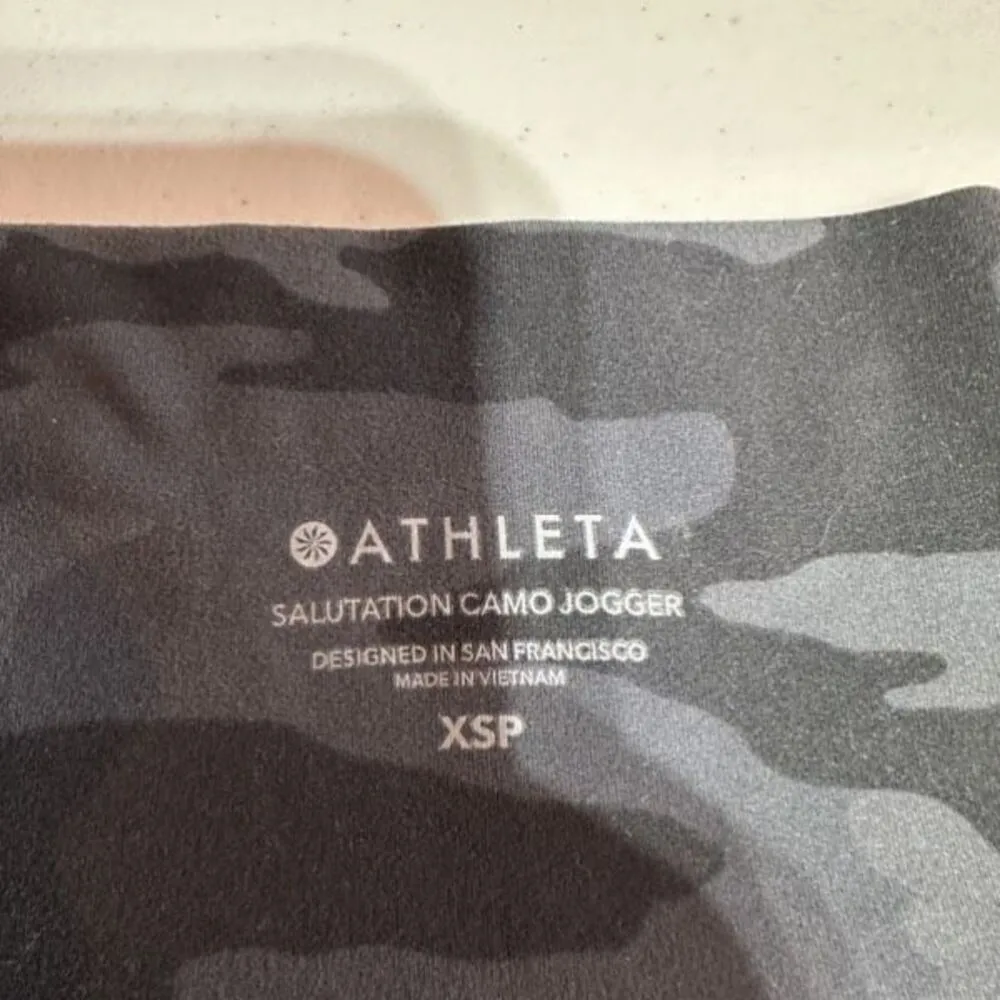 ATHLETA
SALUTATION CAMO JOGGER
DESIGNED IN SAN FRANCISCO
MADE IN VIETNAM
XSP